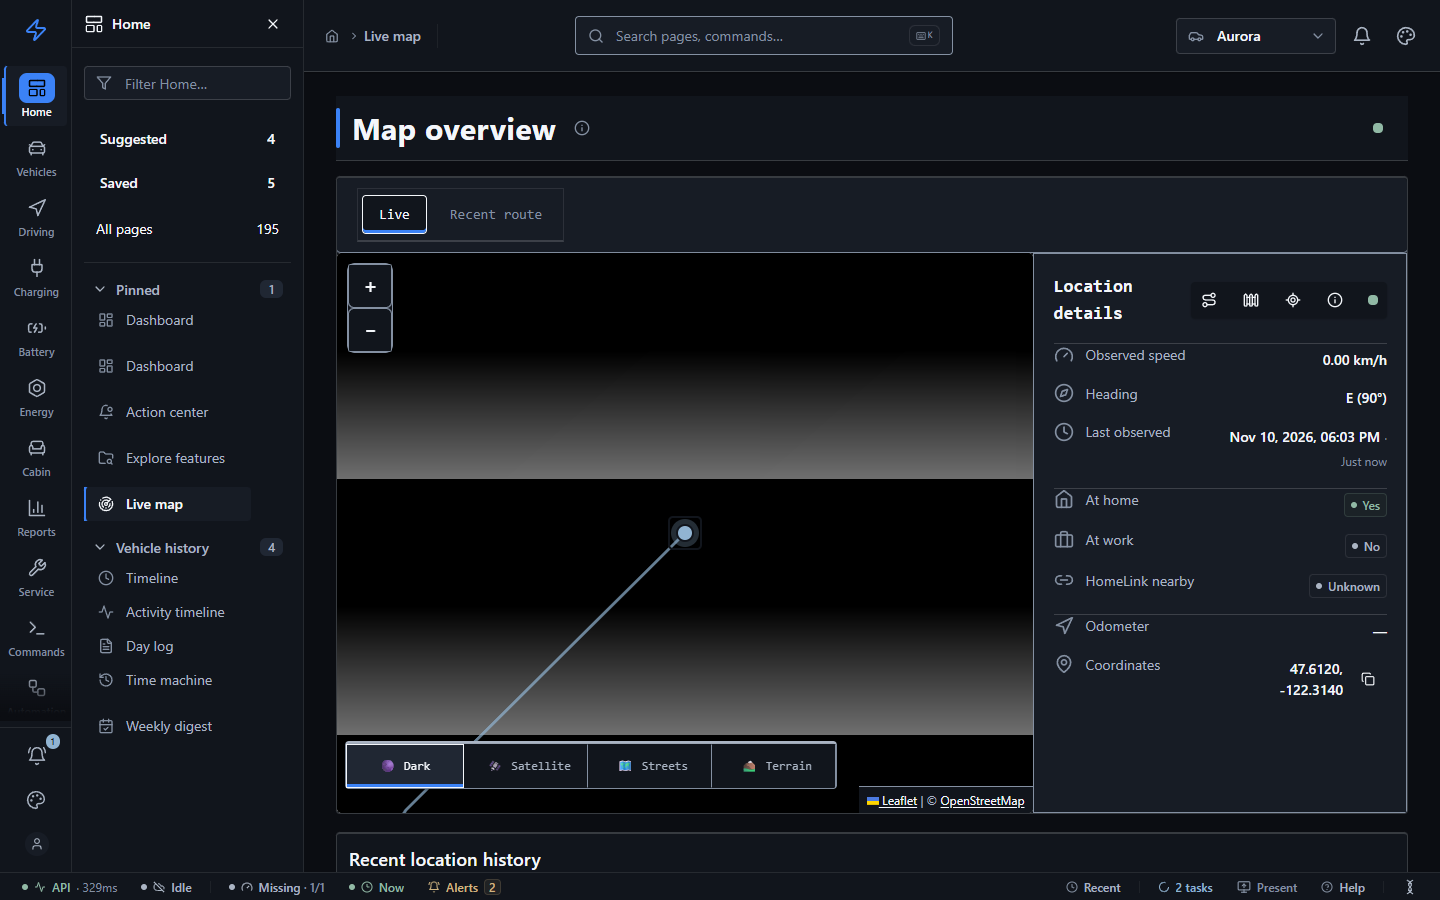 Home
Vehicles
Driving
Charging
Battery
Energy
Cabin
Reports
Service
Commands
1
Home
Filter Home...
Suggested 4
Saved 5
All pages 195
Pinned 1
Dashboard
Dashboard
Action center
Explore features
Live map
Vehicle history 4
Timeline
Activity timeline
Day log
Time machine
Weekly digest
Live map
Search pages, commands...
K
Aurora
Map overview
Live
Recent route
+
−
Dark
Satellite
Streets
Terrain
Leaflet | © OpenStreetMap
Location
details
Observed speed 0.00 km/h
Heading E (90°)
Last observed Nov 10, 2026, 06:03 PM ·
Just now
At home Yes
At work No
HomeLink nearby Unknown
Odometer —
Coordinates 47.6120,
-122.3140
Recent location history
API · 329ms
Idle
Missing · 1/1
Now
Alerts 2
Recent
2 tasks
Present
Help